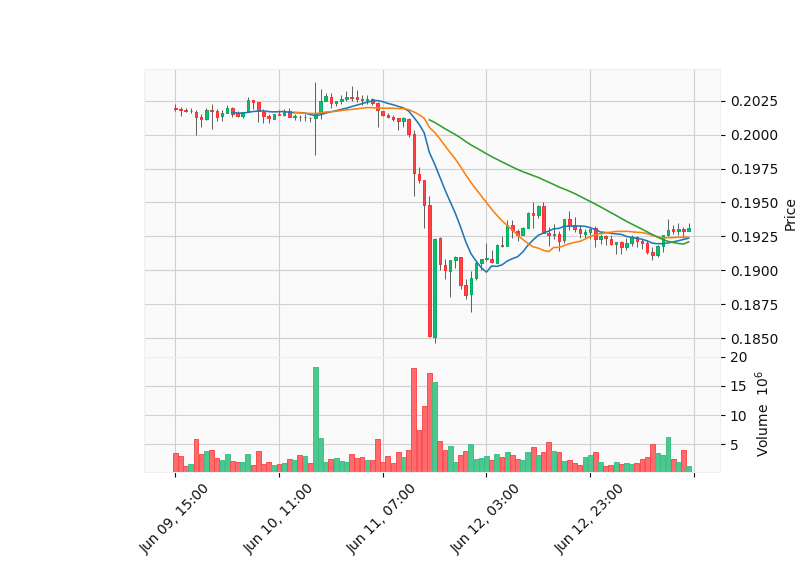 0.2025
0.2000
0.1975
0.1950
0.1925
0.1900
0.1875
0.1850
Price
20
15
10
5
Volume 10^6
Jun 09, 15:00
Jun 10, 11:00
Jun 11, 07:00
Jun 12, 03:00
Jun 12, 23:00